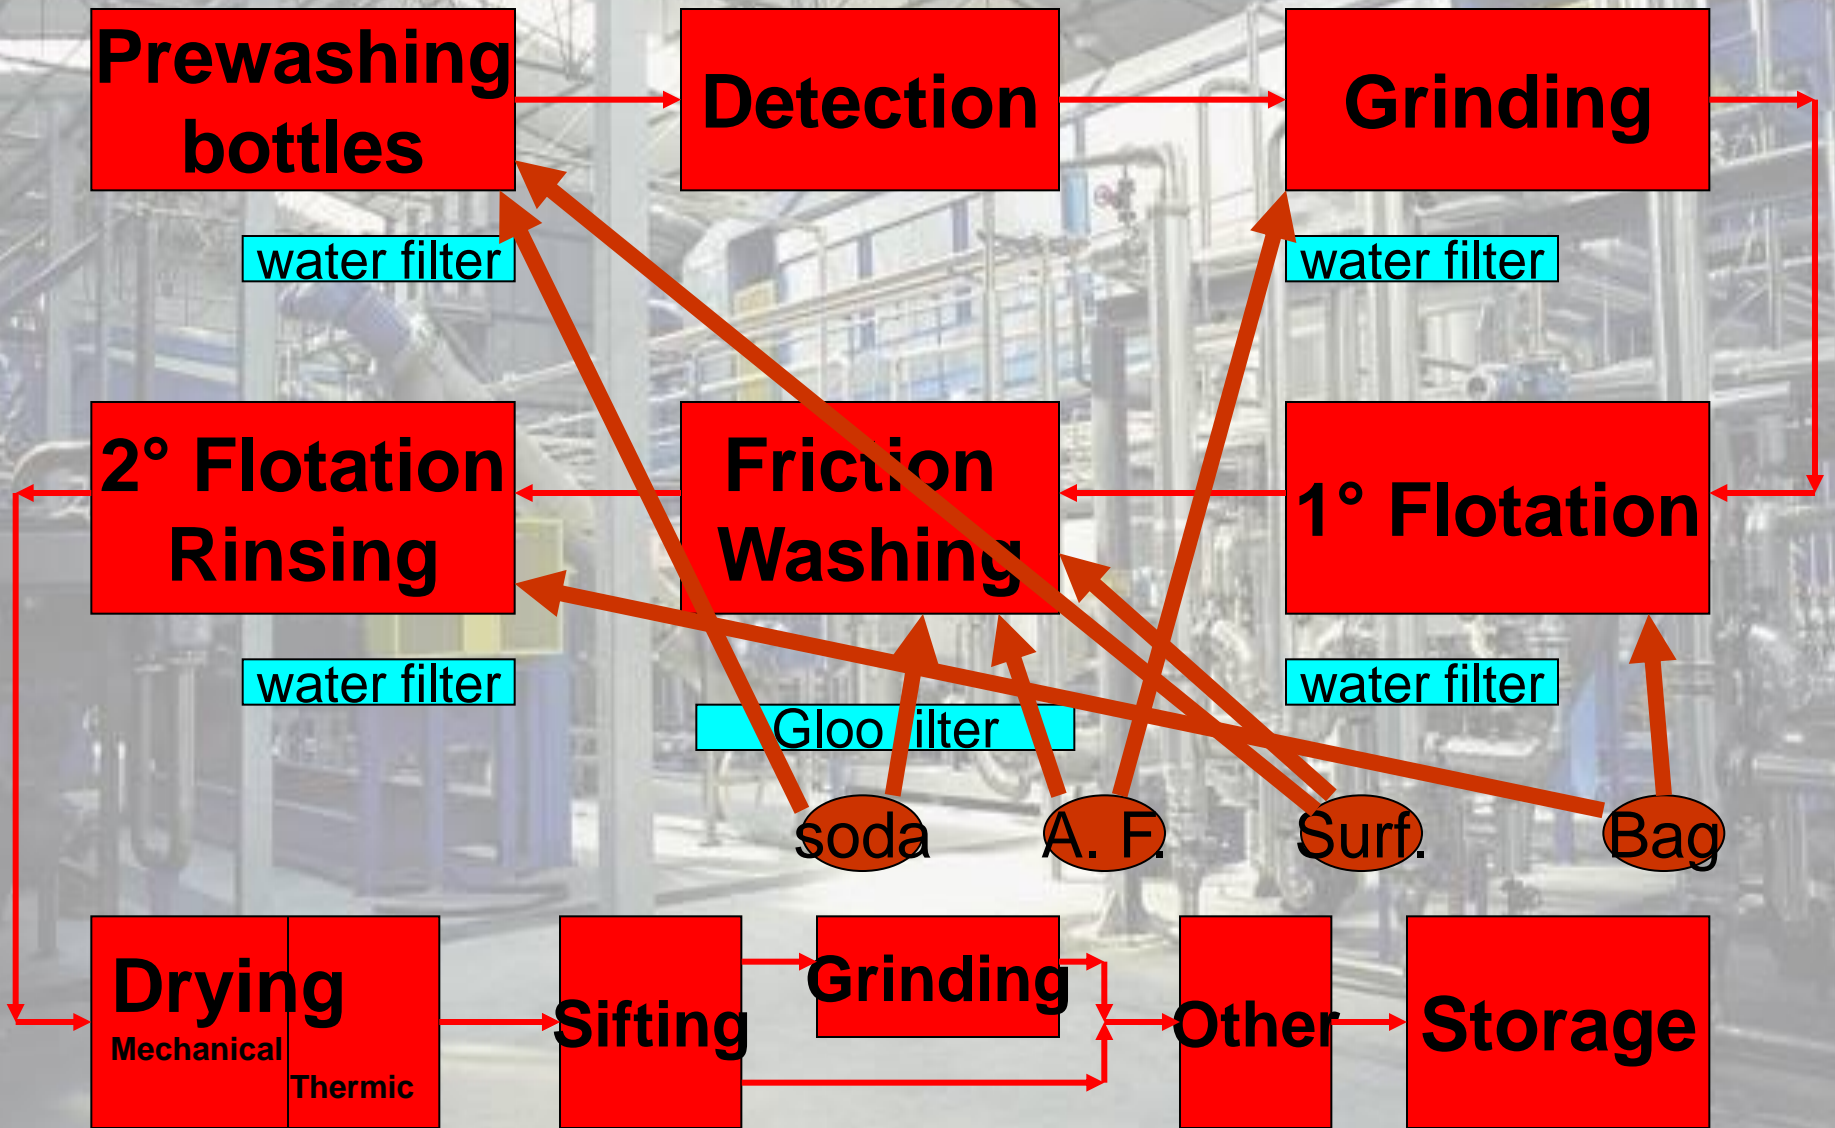 Prewashing
bottles
Detection
Grinding
water filter
water filter
2° Flotation
Rinsing
Friction
Washing
1° Flotation
water filter
Gloo filter
water filter
soda
A. F.
Surf.
Bag
Drying
Mechanical
Thermic
Sifting
Grinding
Other
Storage